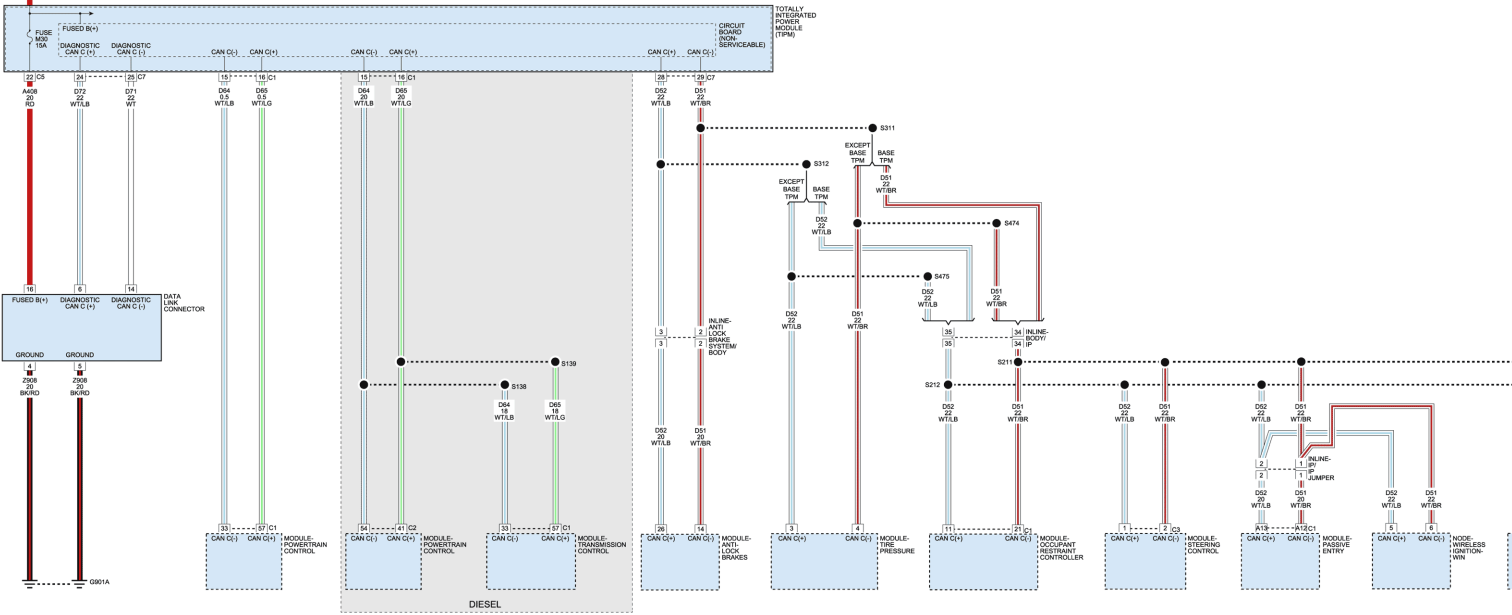 TOTALLY
INTEGRATED
POWER
MODULE
(TIPM)
CIRCUIT
BOARD
(NON-
SERVICEABLE)
FUSE
M30
15A
FUSED B(+)
DIAGNOSTIC
CAN C (+)
DIAGNOSTIC
CAN C (-)
CAN C(-) CAN C(+)
CAN C(-) CAN C(+)
CAN C(+) CAN C(-)
22 C5
24 25 C7
15 16 C1
15 16 C1
28 29 C7
A408
20
RD
D72
22
WT/LB
D71
22
WT
D64
0.5
WT/LB
D65
0.5
WT/LG
D64
20
WT/LB
D65
20
WT/LG
D52
22
WT/LB
D51
22
WT/BR
S311
EXCEPT
BASE
TPM
BASE
TPM
D51
22
WT/BR
S312
EXCEPT
BASE
TPM
BASE
TPM
D52
22
WT/LB
S474
S475
D52
22
WT/LB
D51
22
WT/BR
16 6 14
FUSED B(+)
DIAGNOSTIC
CAN C (+)
DIAGNOSTIC
CAN C (-)
DATA
LINK
CONNECTOR
GROUND GROUND
4 5
Z908
20
BK/RD
Z908
20
BK/RD
G901A
D52
22
WT/LB
D51
22
WT/BR
3 2
3 2
INLINE-
ANTI
LOCK
BRAKE
SYSTEM/
BODY
35 34
35 34
INLINE-
BODY/
IP
S139
S138
S211
S212
D64
18
WT/LB
D65
18
WT/LG
D52
20
WT/LB
D51
20
WT/BR
D52
22
WT/LB
D51
22
WT/BR
D52
22
WT/LB
D51
22
WT/BR
D52
22
WT/LB
D51
22
WT/BR
2 1
2 1
INLINE-
IP/
IP
JUMPER
D52
20
WT/LB
D51
20
WT/BR
D52
22
WT/LB
D51
22
WT/BR
33 57 C1
CAN C(-) CAN C(+)
MODULE-
POWERTRAIN
CONTROL
54 41 C2
CAN C(-) CAN C(+)
MODULE-
POWERTRAIN
CONTROL
33 57 C1
CAN C(-) CAN C(+)
MODULE-
TRANSMISSION
CONTROL
26 14
CAN C(+) CAN C(-)
MODULE-
ANTI-
LOCK
BRAKES
3 4
CAN C(+) CAN C(-)
MODULE-
TIRE
PRESSURE
11 21 C1
CAN C(+) CAN C(-)
MODULE-
OCCUPANT
RESTRAINT
CONTROLLER
1 2 C3
CAN C(+) CAN C(-)
MODULE-
STEERING
CONTROL
A13 A12 C1
CAN C(+) CAN C(-)
MODULE-
PASSIVE
ENTRY
5 6
CAN C(+) CAN C(-)
NODE-
WIRELESS
IGNITION-
WIN
DIESEL